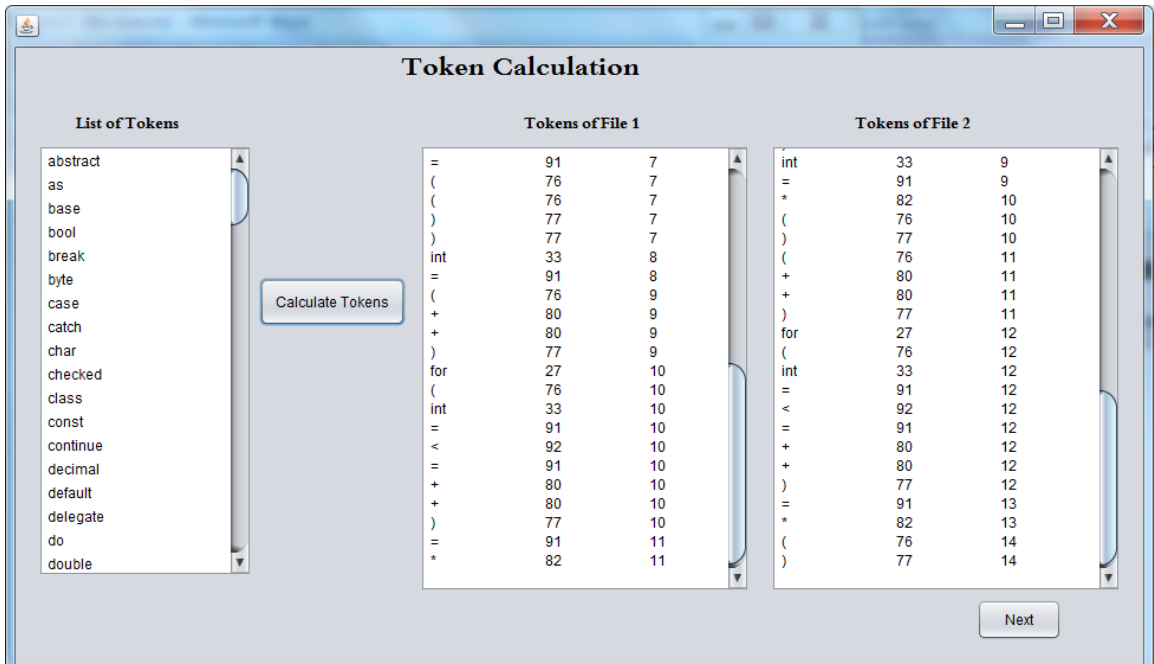 Token Calculation
List of Tokens
abstract
as
base
bool
break
byte
case
catch
char
checked
class
const
continue
decimal
default
delegate
do
double
Calculate Tokens
Tokens of File 1
= 91 7
( 76 7
( 76 7
) 77 7
) 77 7
int 33 8
= 91 8
( 76 9
+ 80 9
+ 80 9
) 77 9
for 27 10
( 76 10
int 33 10
= 91 10
< 92 10
= 91 10
+ 80 10
+ 80 10
) 77 10
= 91 11
* 82 11
Tokens of File 2
int 33 9
= 91 9
* 82 10
( 76 10
) 77 10
( 76 11
+ 80 11
+ 80 11
) 77 11
for 27 12
( 76 12
int 33 12
= 91 12
< 92 12
= 91 12
+ 80 12
+ 80 12
) 77 12
= 91 13
* 82 13
( 76 14
) 77 14
Next